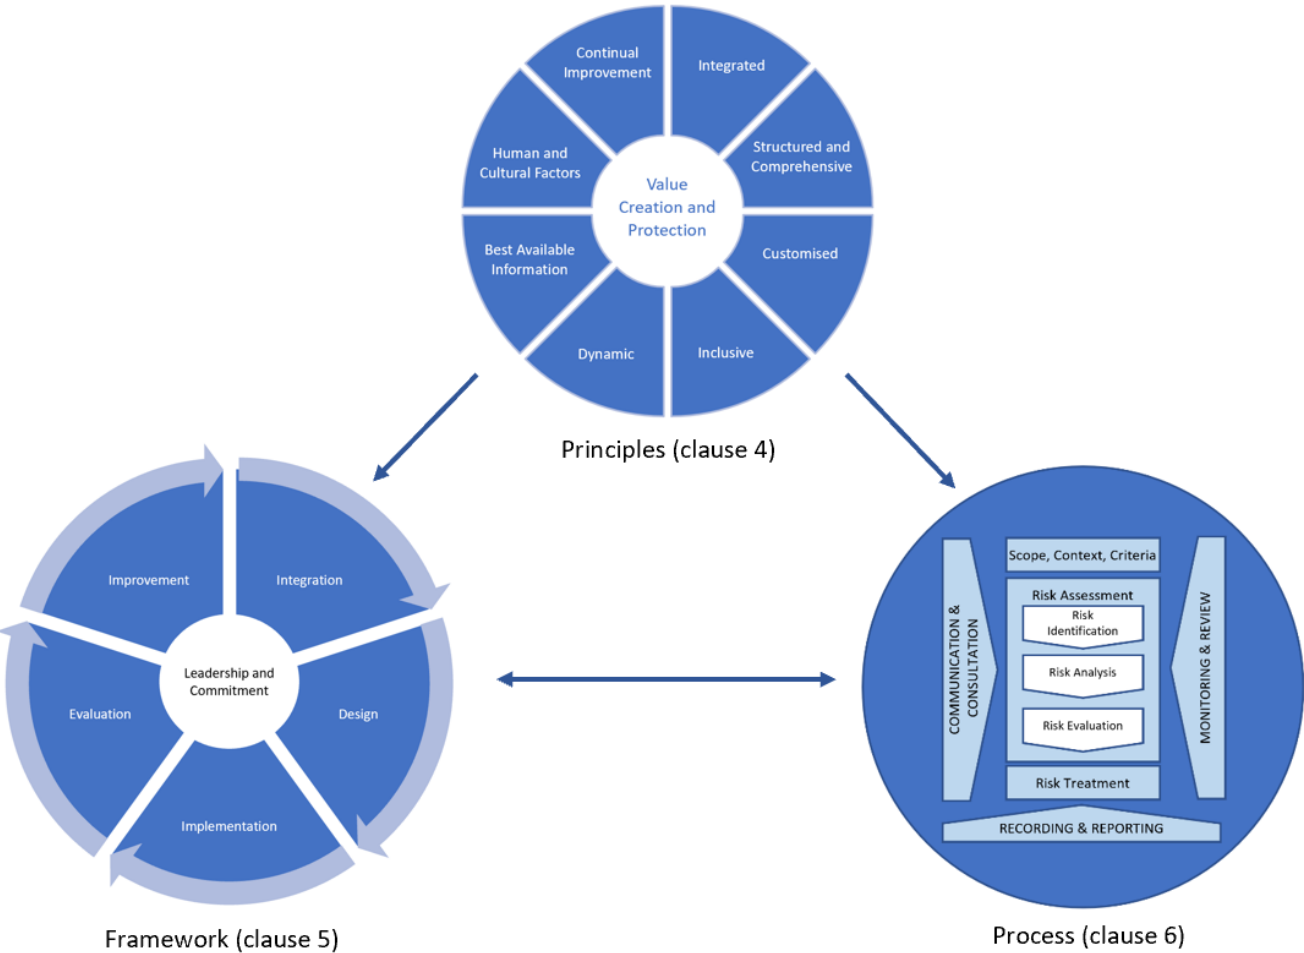 Continual
Improvement
Integrated
Human and
Cultural Factors
Structured and
Comprehensive
Value
Creation and
Protection
Best Available
Information
Customised
Dynamic
Inclusive
Principles (clause 4)
Improvement
Integration
Leadership and
Commitment
Evaluation
Design
Implementation
Framework (clause 5)
Scope, Context, Criteria
Risk Assessment
Risk
Identification
Risk Analysis
Risk Evaluation
Risk Treatment
COMMUNICATION &
CONSULTATION
MONITORING & REVIEW
RECORDING & REPORTING
Process (clause 6)